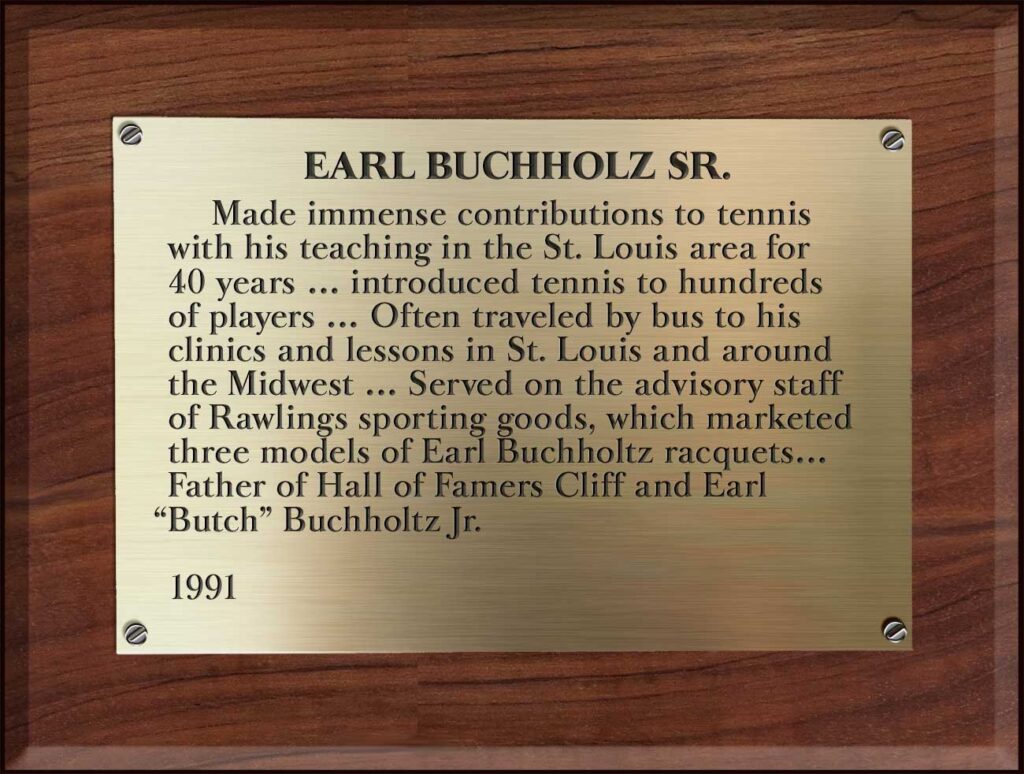 EARL BUCHHOLZ SR.
Made immense contributions to tennis
with his teaching in the St. Louis area for
40 years ... introduced tennis to hundreds
of players ... Often traveled by bus to his
clinics and lessons in St. Louis and around
the Midwest ... Served on the advisory staff
of Rawlings sporting goods, which marketed
three models of Earl Buchholtz racquets...
Father of Hall of Famers Cliff and Earl
“Butch” Buchholtz Jr.
1991